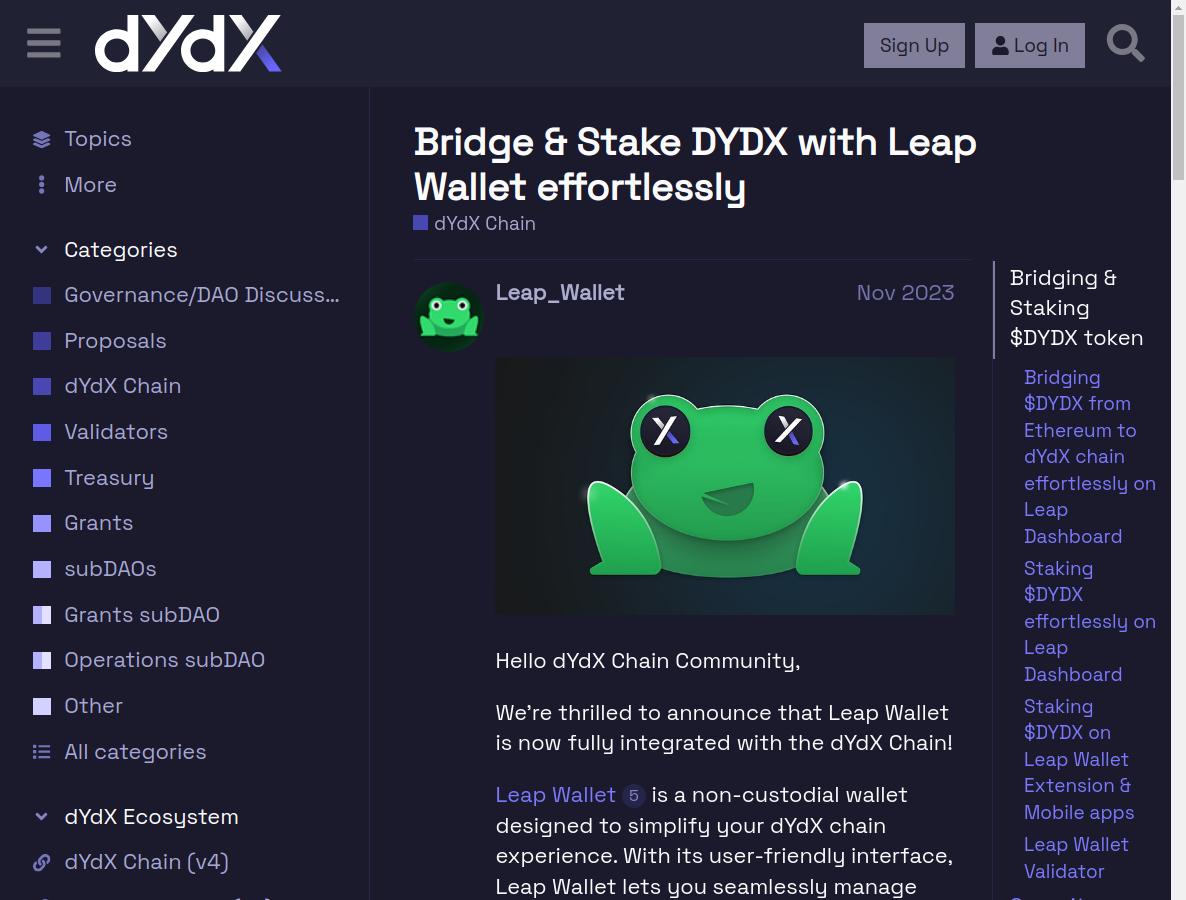 dYdX
Sign Up
Log In
Topics
More
Categories
Governance/DAO Discuss...
Proposals
dYdX Chain
Validators
Treasury
Grants
subDAOs
Grants subDAO
Operations subDAO
Other
All categories
dYdX Ecosystem
dYdX Chain (v4)
Bridge & Stake DYDX with Leap
Wallet effortlessly
dYdX Chain
Leap_Wallet
Nov 2023
Hello dYdX Chain Community,
We're thrilled to announce that Leap Wallet
is now fully integrated with the dYdX Chain!
Leap Wallet 5 is a non-custodial wallet
designed to simplify your dYdX chain
experience. With its user-friendly interface,
Leap Wallet lets you seamlessly manage
Bridging &
Staking
$DYDX token
Bridging
$DYDX from
Ethereum to
dYdX chain
effortlessly on
Leap
Dashboard
Staking
$DYDX
effortlessly on
Leap
Dashboard
Staking
$DYDX on
Leap Wallet
Extension &
Mobile apps
Leap Wallet
Validator